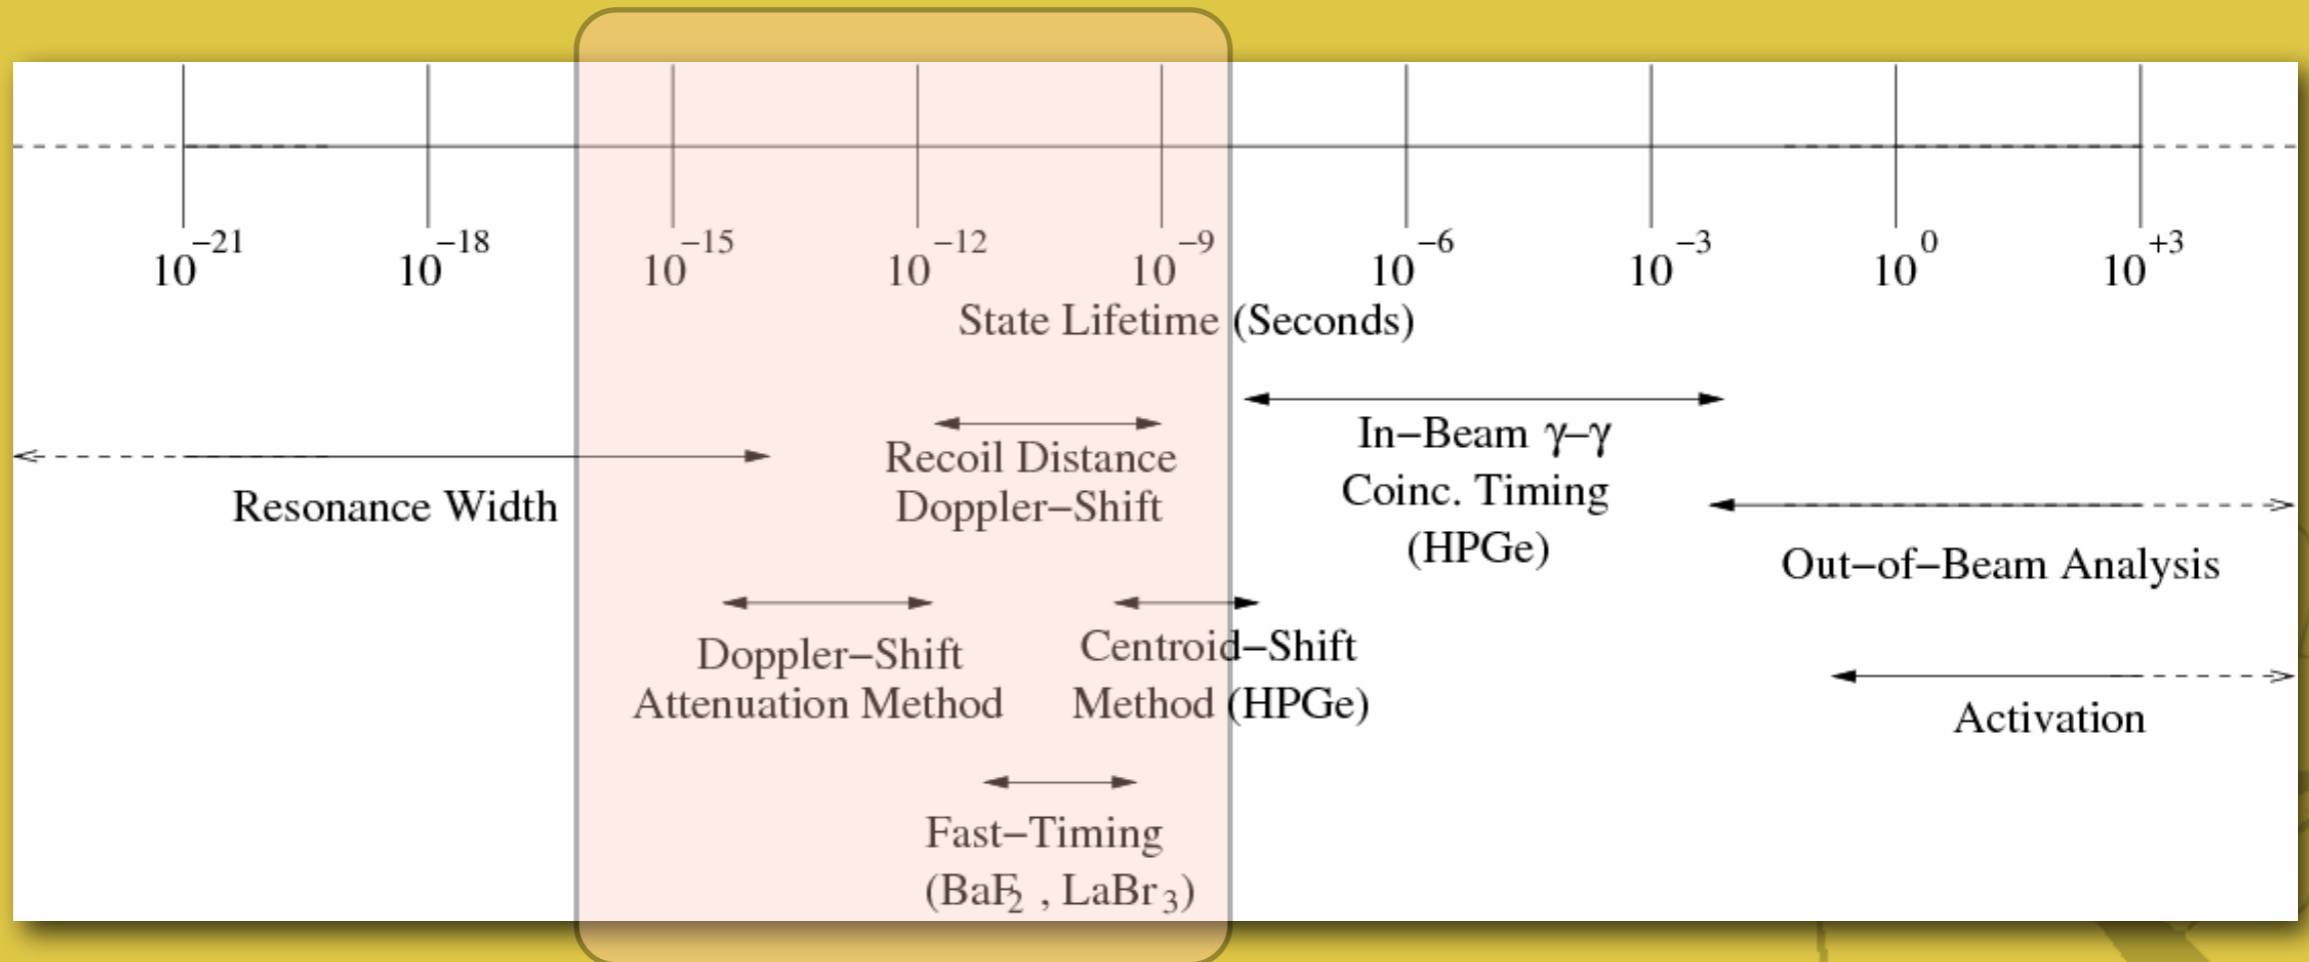 10^−21 10^−18 10^−15 10^−12 10^−9 10^−6 10^−3 10^0 10^+3
State Lifetime (Seconds)
Resonance Width
Recoil Distance
Doppler−Shift
In−Beam γ−γ
Coinc. Timing
(HPGe)
Out−of−Beam Analysis
Doppler−Shift
Attenuation Method
Centroid−Shift
Method (HPGe)
Activation
Fast−Timing
(BaF2 , LaBr3)